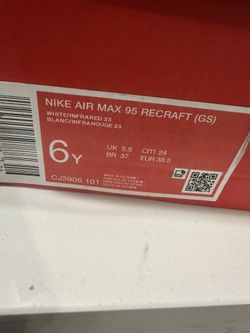 NIKE AIR MAX 95 RECRAFT (GS)
WHITE/INFRARED 23
BLANC/INFRAROUGE 23
6Y
UK 5.5 CM 24
BR 37 EUR 38.5
CJ3906 101